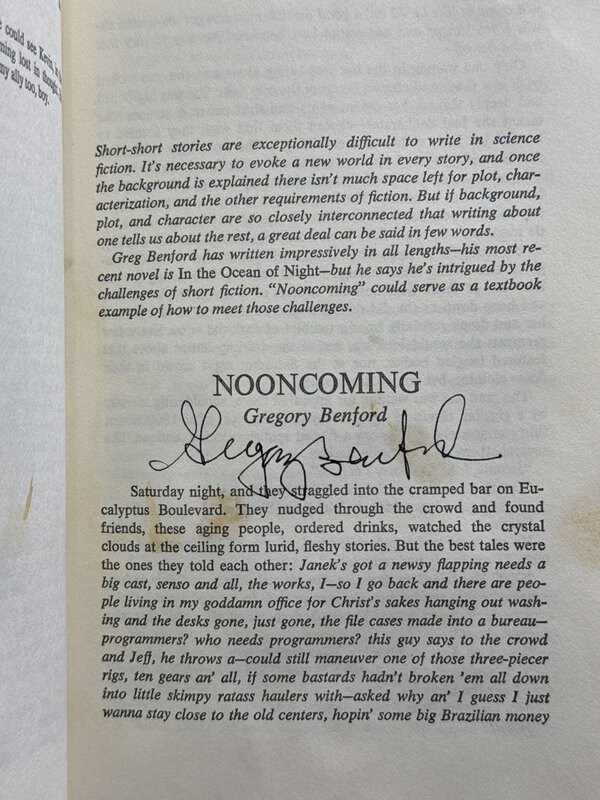 could see Kevin, is
lost in thought. I
my ally too, boy.
Short-short stories are exceptionally difficult to write in science
fiction. It's necessary to evoke a new world in every story, and once
the background is explained there isn't much space left for plot, char-
acterization, and the other requirements of fiction. But if background,
plot, and character are so closely interconnected that writing about
one tells us about the rest, a great deal can be said in few words.
Greg Benford has written impressively in all lengths—his most re-
cent novel is In the Ocean of Night—but he says he's intrigued by the
challenges of short fiction. "Nooncoming" could serve as a textbook
example of how to meet those challenges.
NOONCOMING
Gregory Benford
Gregory Benford
Saturday night, and they straggled into the cramped bar on Eu-
calyptus Boulevard. They nudged through the crowd and found
friends, these aging people, ordered drinks, watched the crystal
clouds at the ceiling form lurid, fleshy stories. But the best tales were
the ones they told each other: Janek's got a newsy flapping needs a
big cast, senso and all, the works, I—so I go back and there are peo-
ple living in my goddamn office for Christ's sakes hanging out wash-
ing and the desks gone, just gone, the file cases made into a bureau—
programmers? who needs programmers? this guy says to the crowd
and Jeff, he throws a—could still maneuver one of those three-piecer
rigs, ten gears an' all, if some bastards hadn't broken 'em all down
into little skimpy ratass haulers with—asked why an' I guess I just
wanna stay close to the old centers, hopin' some big Brazilian money